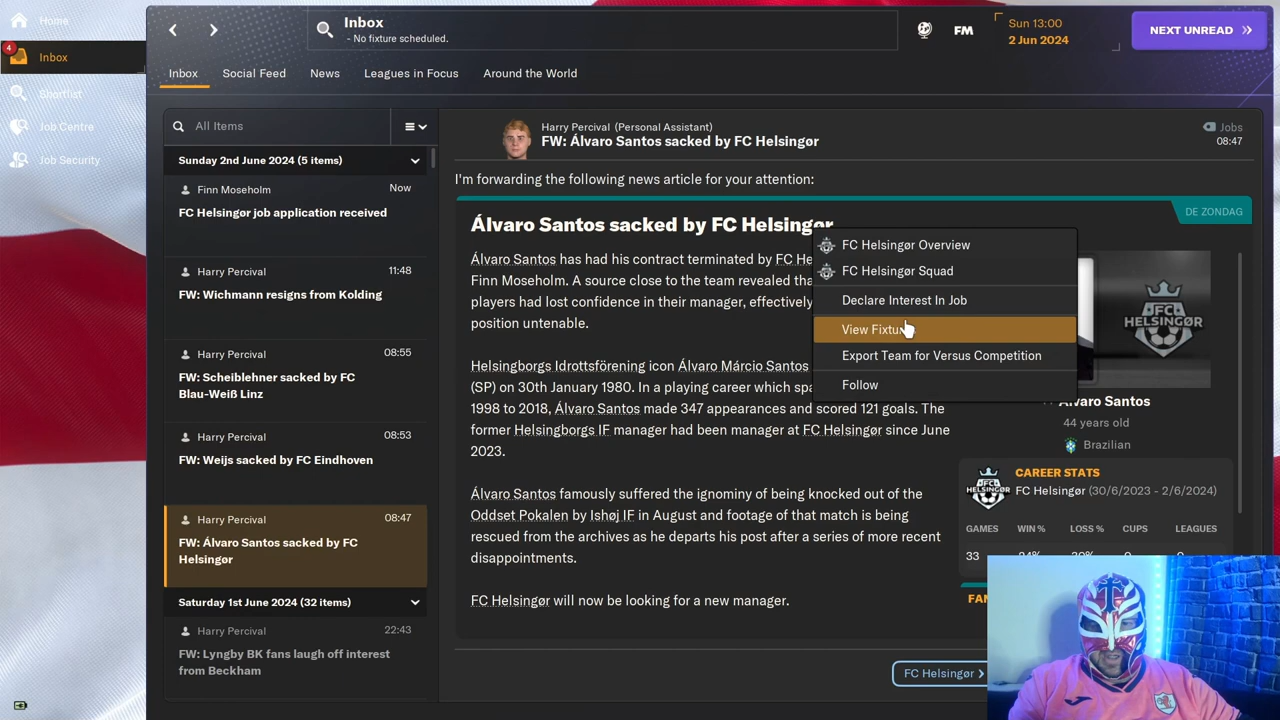 Home
4
Inbox
Shortlist
Job Centre
Job Security
Inbox
- No fixture scheduled.
FM
Sun 13:00
2 Jun 2024
NEXT UNREAD
Inbox
Social Feed
News
Leagues in Focus
Around the World
All Items
Sunday 2nd June 2024 (5 items)
Finn Moseholm
Now
FC Helsingør job application received
Harry Percival
11:48
FW: Wichmann resigns from Kolding
Harry Percival
08:55
FW: Scheiblehner sacked by FC
Blau-Weiß Linz
Harry Percival
08:53
FW: Weijs sacked by FC Eindhoven
Harry Percival
08:47
FW: Álvaro Santos sacked by FC
Helsingør
Saturday 1st June 2024 (32 items)
Harry Percival
22:43
FW: Lyngby BK fans laugh off interest
from Beckham
Harry Percival (Personal Assistant)
FW: Álvaro Santos sacked by FC Helsingør
Jobs
08:47
I'm forwarding the following news article for your attention:
DE ZONDAG
Álvaro Santos sacked by FC Helsingør
Álvaro Santos has had his contract terminated by FC He
Finn Moseholm. A source close to the team revealed tha
players had lost confidence in their manager, effectively
position untenable.
Helsingborgs Idrottsförening icon Álvaro Márcio Santos
(SP) on 30th January 1980. In a playing career which spa
1998 to 2018, Álvaro Santos made 347 appearances and scored 121 goals. The
former Helsingborgs IF manager had been manager at FC Helsingør since June
2023.
Álvaro Santos famously suffered the ignominy of being knocked out of the
Oddset Pokalen by Ishøj IF in August and footage of that match is being
rescued from the archives as he departs his post after a series of more recent
disappointments.
FC Helsingør will now be looking for a new manager.
FC Helsingør Overview
FC Helsingør Squad
Declare Interest In Job
View Fixtu
Export Team for Versus Competition
Follow
HELSINGØR
Álvaro Santos
44 years old
Brazilian
CAREER STATS
FC Helsingør (30/6/2023 - 2/6/2024)
GAMES
WIN %
LOSS %
CUPS
LEAGUES
33
FAN
FC Helsingør